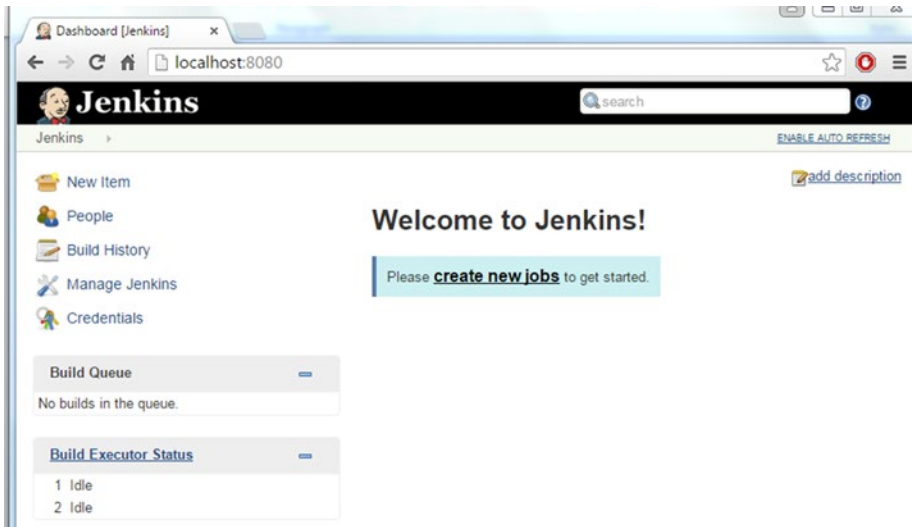 Dashboard [Jenkins]
localhost:8080
Jenkins
search
Jenkins
ENABLE AUTO REFRESH
add description
New Item
People
Build History
Manage Jenkins
Credentials
Welcome to Jenkins!
Please create new jobs to get started.
Build Queue
No builds in the queue.
Build Executor Status
1 Idle
2 Idle